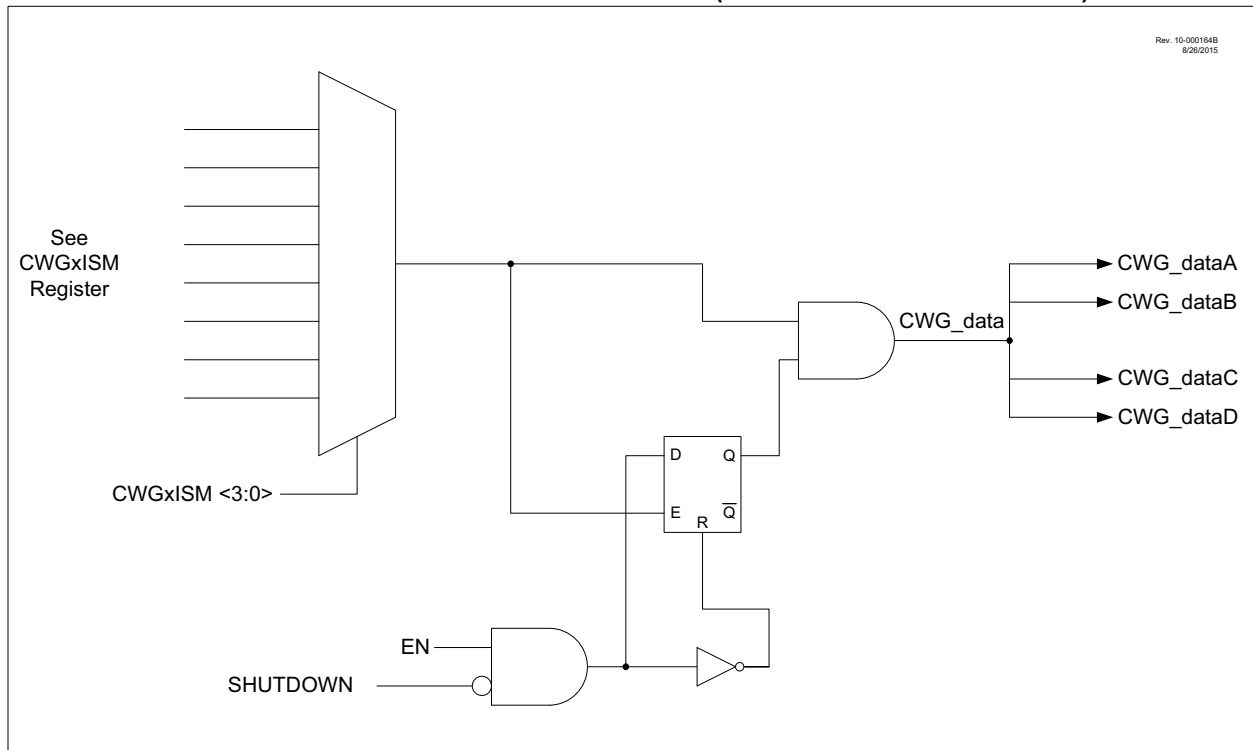 Rev. 10-000164B
8/26/2015
See
CWGxISM
Register
CWGxISM <3:0>
D
Q
E
R
Q̅
EN
SHUTDOWN
CWG_data
CWG_dataA
CWG_dataB
CWG_dataC
CWG_dataD